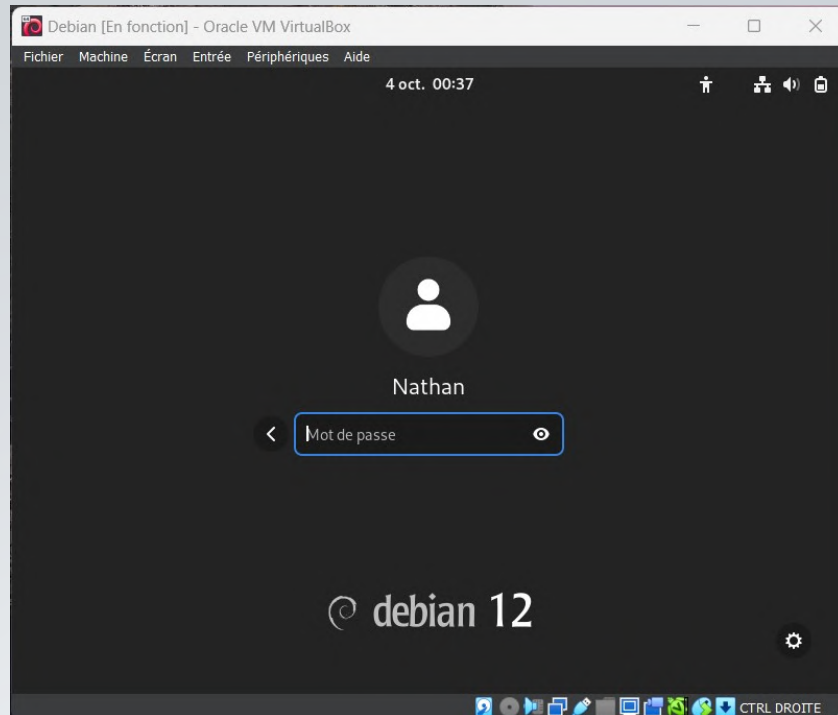 Debian [En fonction] - Oracle VM VirtualBox
Fichier Machine Écran Entrée Périphériques Aide
4 oct. 00:37
Nathan
Mot de passe
debian 12
CTRL DROITE